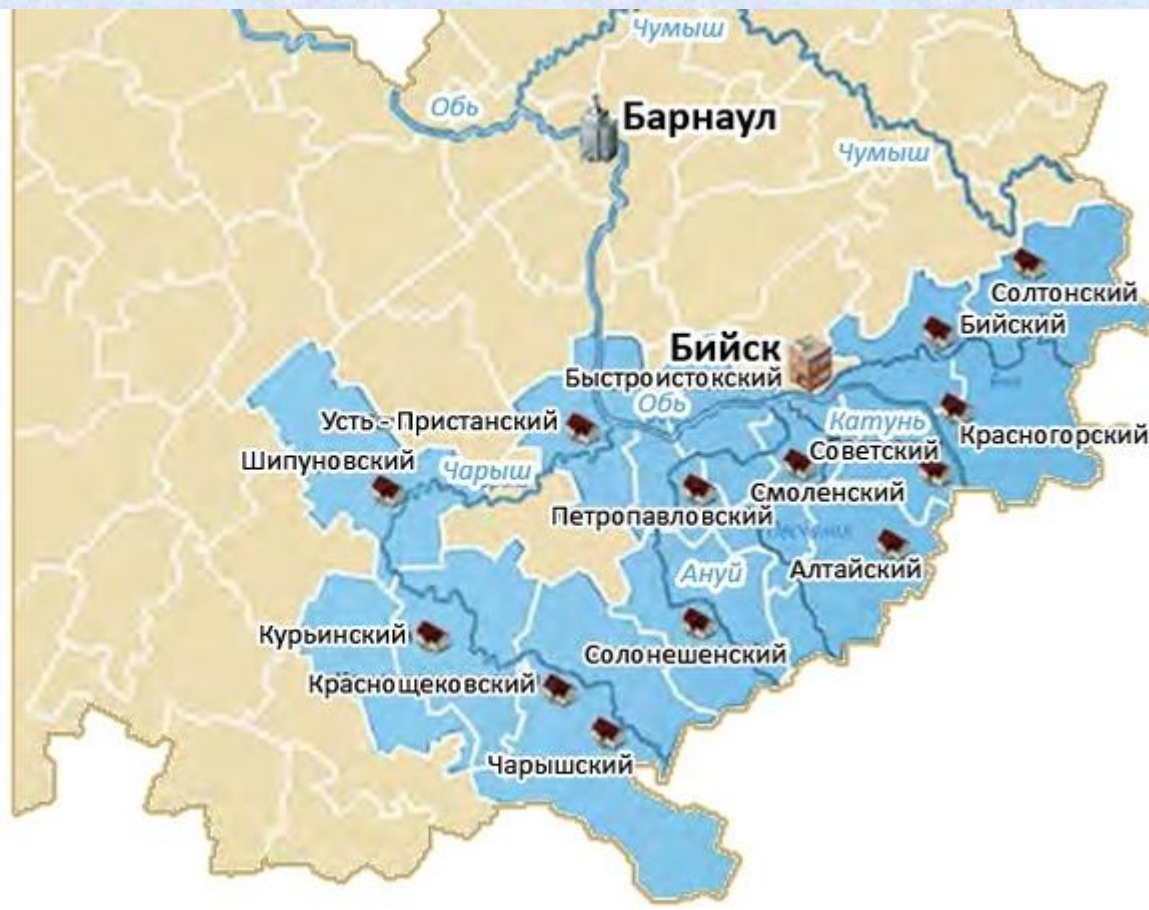 Чумыш
Обь
Барнаул
Чумыш
Солтонский
Бийский
Бийск
Быстроистокский
Обь
Катунь
Усть - Пристанский
Красногорский
Советский
Шипуновский
Чарыш
Смоленский
Петропавловский
Ануй
Алтайский
Курьинский
Солонешенский
Краснощековский
Чарышский